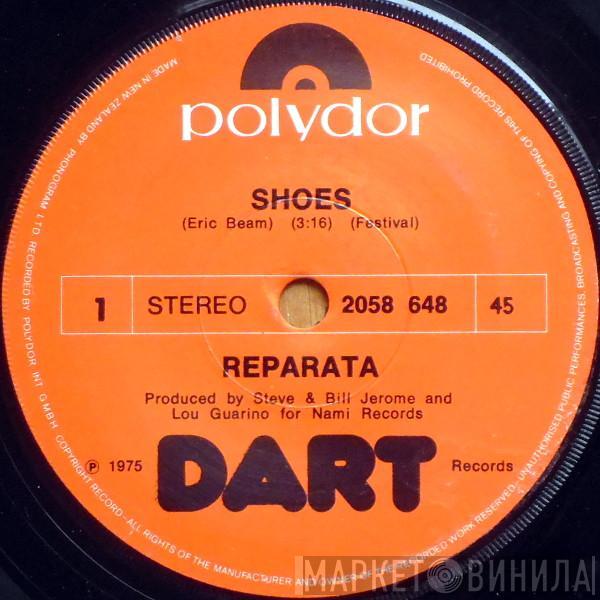 polydor
SHOES
(Eric Beam) (3:16) (Festival)
1 STEREO 2058 648 45
REPARATA
Produced by Steve & Bill Jerome and
Lou Guarino for Nami Records
℗ 1975 DART Records
MADE IN NEW ZEALAND BY PHONOGRAM LTD. RECORDED BY POLYDOR INT. GMBH. COPYRIGHT RECORD - ALL RIGHTS OF THE MANUFACTURER AND OWNER OF THE RECORDED WORK RESERVED. UNAUTHORISED PUBLIC PERFORMANCES, BROADCASTING AND COPYING OF THIS RECORD PROHIBITED
МАРКЕТ ВИНИЛА